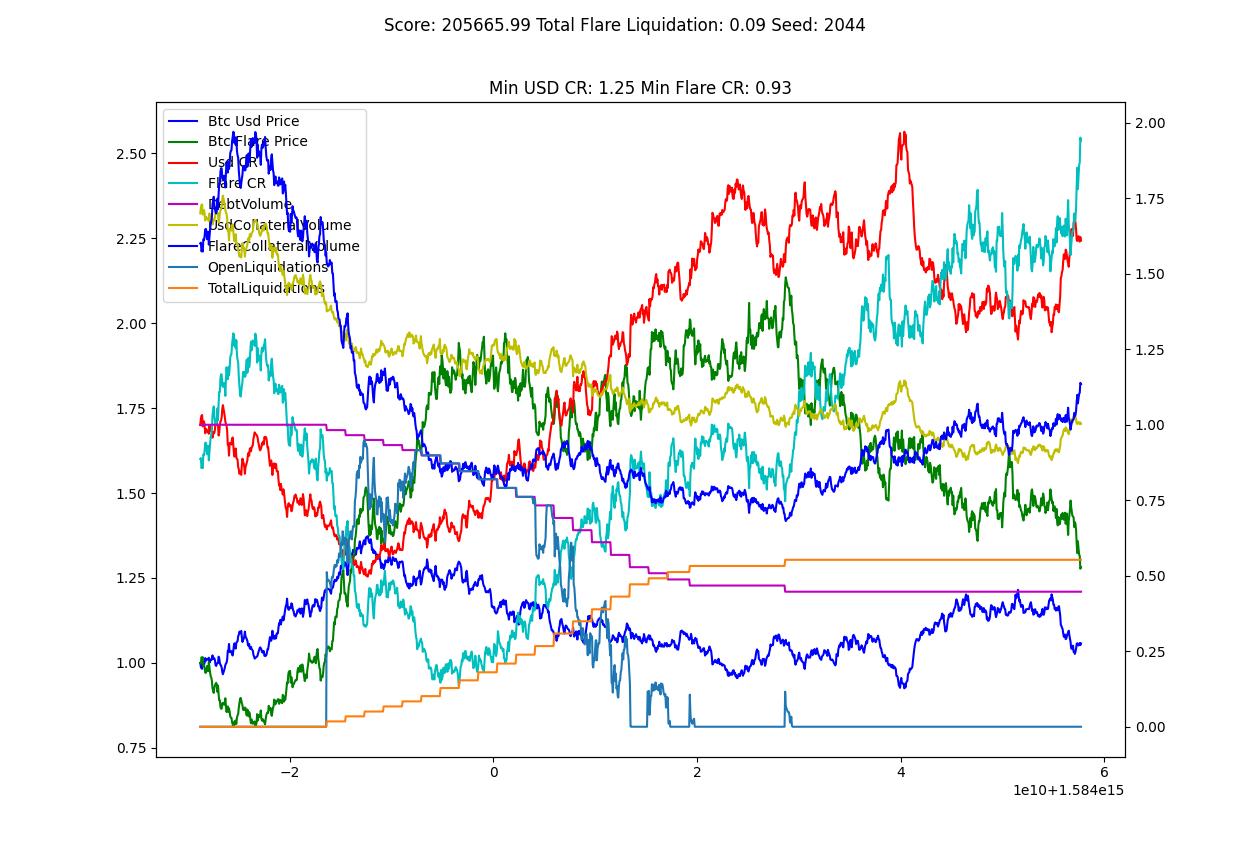 Score: 205665.99 Total Flare Liquidation: 0.09 Seed: 2044
Min USD CR: 1.25 Min Flare CR: 0.93
Btc Usd Price
Btc Flare Price
Usd CR
Flare CR
DebtVolume
UsdCollateralVolume
FlareCollateralVolume
OpenLiquidations
TotalLiquidations
2.50
2.25
2.00
1.75
1.50
1.25
1.00
0.75
2.00
1.75
1.50
1.25
1.00
0.75
0.50
0.25
0.00
−2
0
2
4
6
1e10+1.584e15